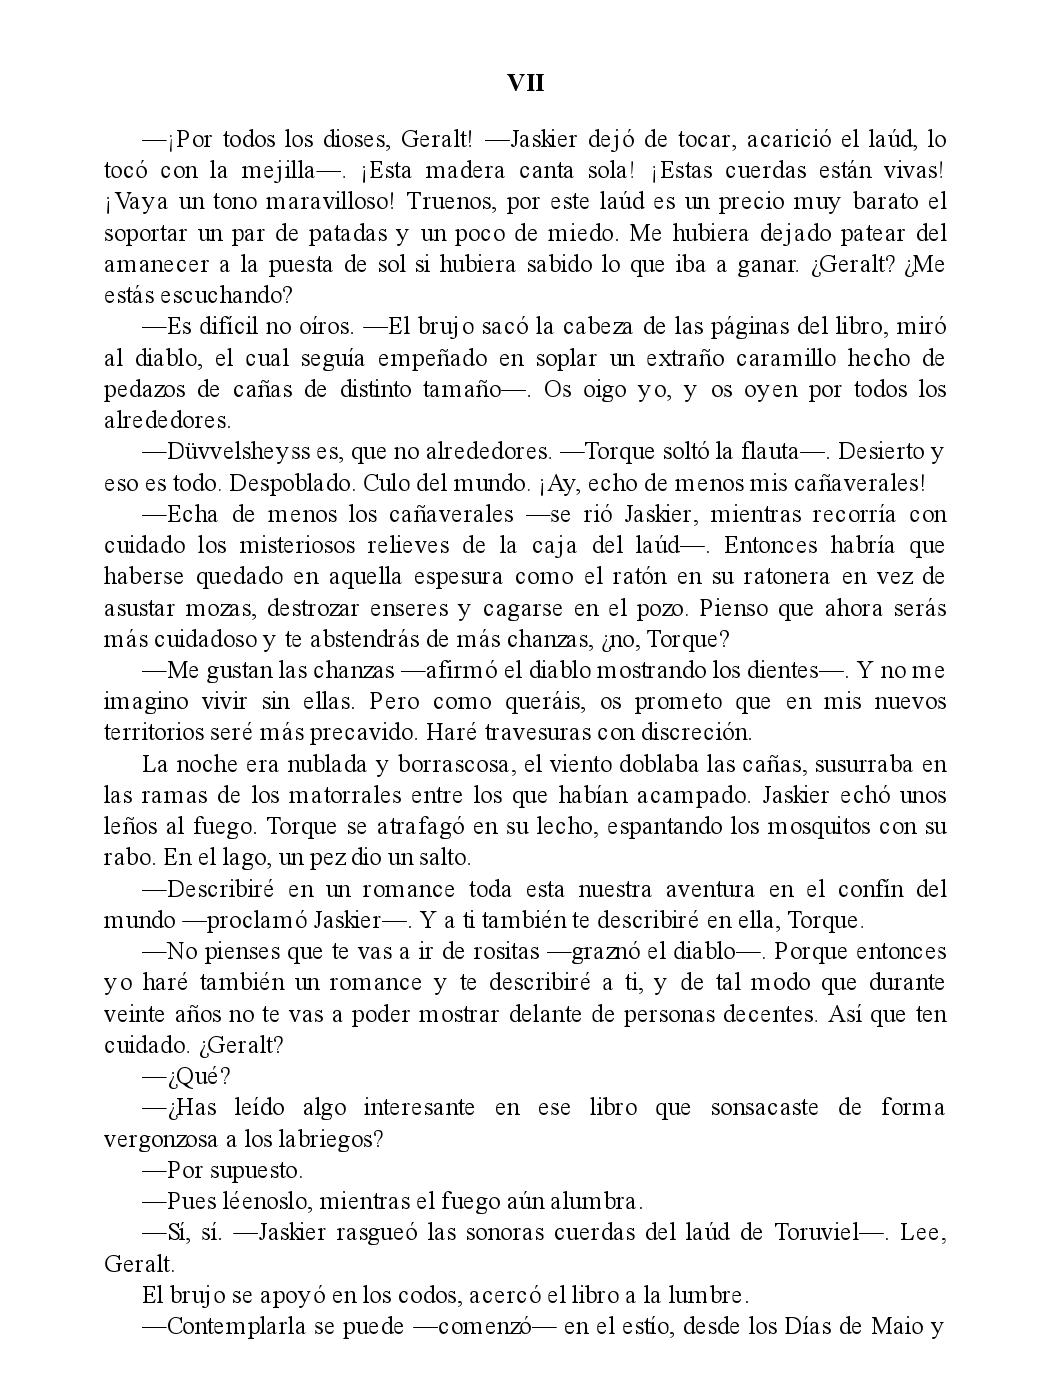 VII
—¡Por todos los dioses, Geralt! —Jaskier dejó de tocar, acarició el laúd, lo
tocó con la mejilla—. ¡Esta madera canta sola! ¡Estas cuerdas están vivas!
¡Vaya un tono maravilloso! Truenos, por este laúd es un precio muy barato el
soportar un par de patadas y un poco de miedo. Me hubiera dejado patear del
amanecer a la puesta de sol si hubiera sabido lo que iba a ganar. ¿Geralt? ¿Me
estás escuchando?
—Es difícil no oíros. —El brujo sacó la cabeza de las páginas del libro, miró
al diablo, el cual seguía empeñado en soplar un extraño caramillo hecho de
pedazos de cañas de distinto tamaño—. Os oigo yo, y os oyen por todos los
alrededores.
—Düvvelsheyss es, que no alrededores. —Torque soltó la flauta—. Desierto y
eso es todo. Despoblado. Culo del mundo. ¡Ay, echo de menos mis cañaverales!
—Echa de menos los cañaverales —se rió Jaskier, mientras recorría con
cuidado los misteriosos relieves de la caja del laúd—. Entonces habría que
haberse quedado en aquella espesura como el ratón en su ratonera en vez de
asustar mozas, destrozar enseres y cagarse en el pozo. Pienso que ahora serás
más cuidadoso y te abstendrás de más chanzas, ¿no, Torque?
—Me gustan las chanzas —afirmó el diablo mostrando los dientes—. Y no me
imagino vivir sin ellas. Pero como queráis, os prometo que en mis nuevos
territorios seré más precavido. Haré travesuras con discreción.
La noche era nublada y borrascosa, el viento doblaba las cañas, susurraba en
las ramas de los matorrales entre los que habían acampado. Jaskier echó unos
leños al fuego. Torque se atrafagó en su lecho, espantando los mosquitos con su
rabo. En el lago, un pez dio un salto.
—Describiré en un romance toda esta nuestra aventura en el confín del
mundo —proclamó Jaskier—. Y a ti también te describiré en ella, Torque.
—No pienses que te vas a ir de rositas —graznó el diablo—. Porque entonces
yo haré también un romance y te describiré a ti, y de tal modo que durante
veinte años no te vas a poder mostrar delante de personas decentes. Así que ten
cuidado. ¿Geralt?
—¿Qué?
—¿Has leído algo interesante en ese libro que sonsacaste de forma
vergonzosa a los labriegos?
—Por supuesto.
—Pues léenoslo, mientras el fuego aún alumbra.
—Sí, sí. —Jaskier rasgueó las sonoras cuerdas del laúd de Toruviel—. Lee,
Geralt.
El brujo se apoyó en los codos, acercó el libro a la lumbre.
—Contemplarla se puede —comenzó— en el estío, desde los Días de Maio y